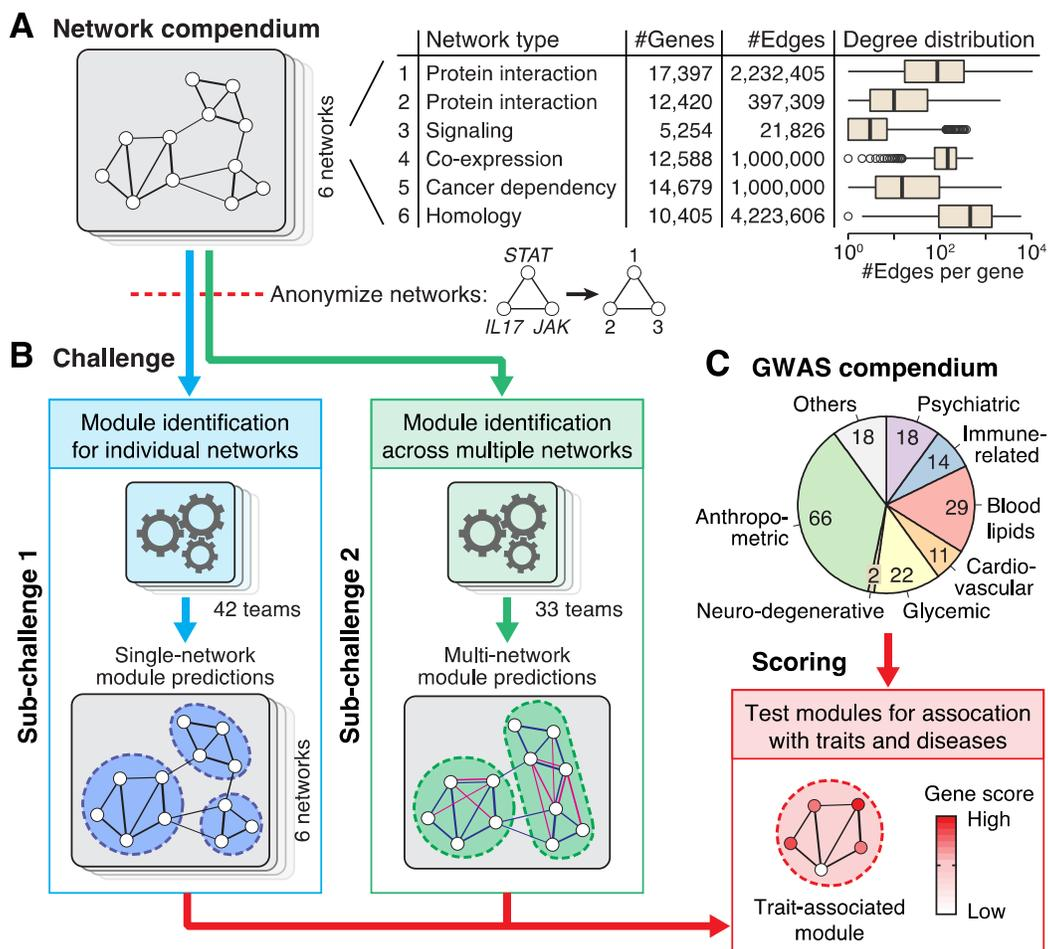 A Network compendium
6 networks
Network type #Genes #Edges Degree distribution
1 Protein interaction 17,397 2,232,405
2 Protein interaction 12,420 397,309
3 Signaling 5,254 21,826
4 Co-expression 12,588 1,000,000
5 Cancer dependency 14,679 1,000,000
6 Homology 10,405 4,223,606
10⁰ 10² 10⁴
#Edges per gene
Anonymize networks:
STAT
IL17 JAK
1
2 3
B Challenge
Sub-challenge 1
Module identification
for individual networks
42 teams
Single-network
module predictions
6 networks
Sub-challenge 2
Module identification
across multiple networks
33 teams
Multi-network
module predictions
C GWAS compendium
Others
18
Psychiatric
18
Immune-
related
14
Blood
lipids
29
Cardio-
vascular
11
Glycemic
22
Neuro-degenerative
2
Anthropo-
metric
66
Scoring
Test modules for assocation
with traits and diseases
Gene score
High
Low
Trait-associated
module